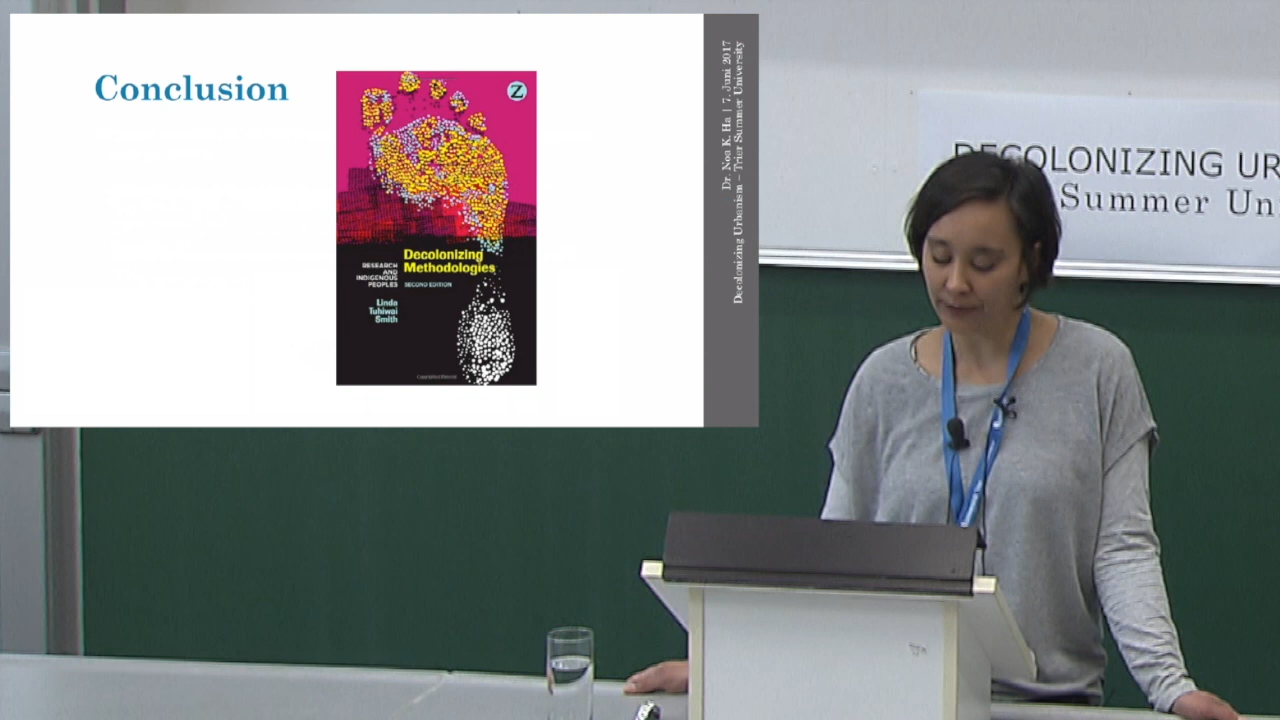 Conclusion
Z
Decolonizing
Methodologies
RESEARCH
AND
INDIGENOUS
PEOPLES
SECOND EDITION
Linda
Tuhiwai
Smith
Dr. Noa K. Ha | 7. Juni 2017
Decolonizing Urbanism – Trier Summer University
DECOLONIZING UR
Summer Un